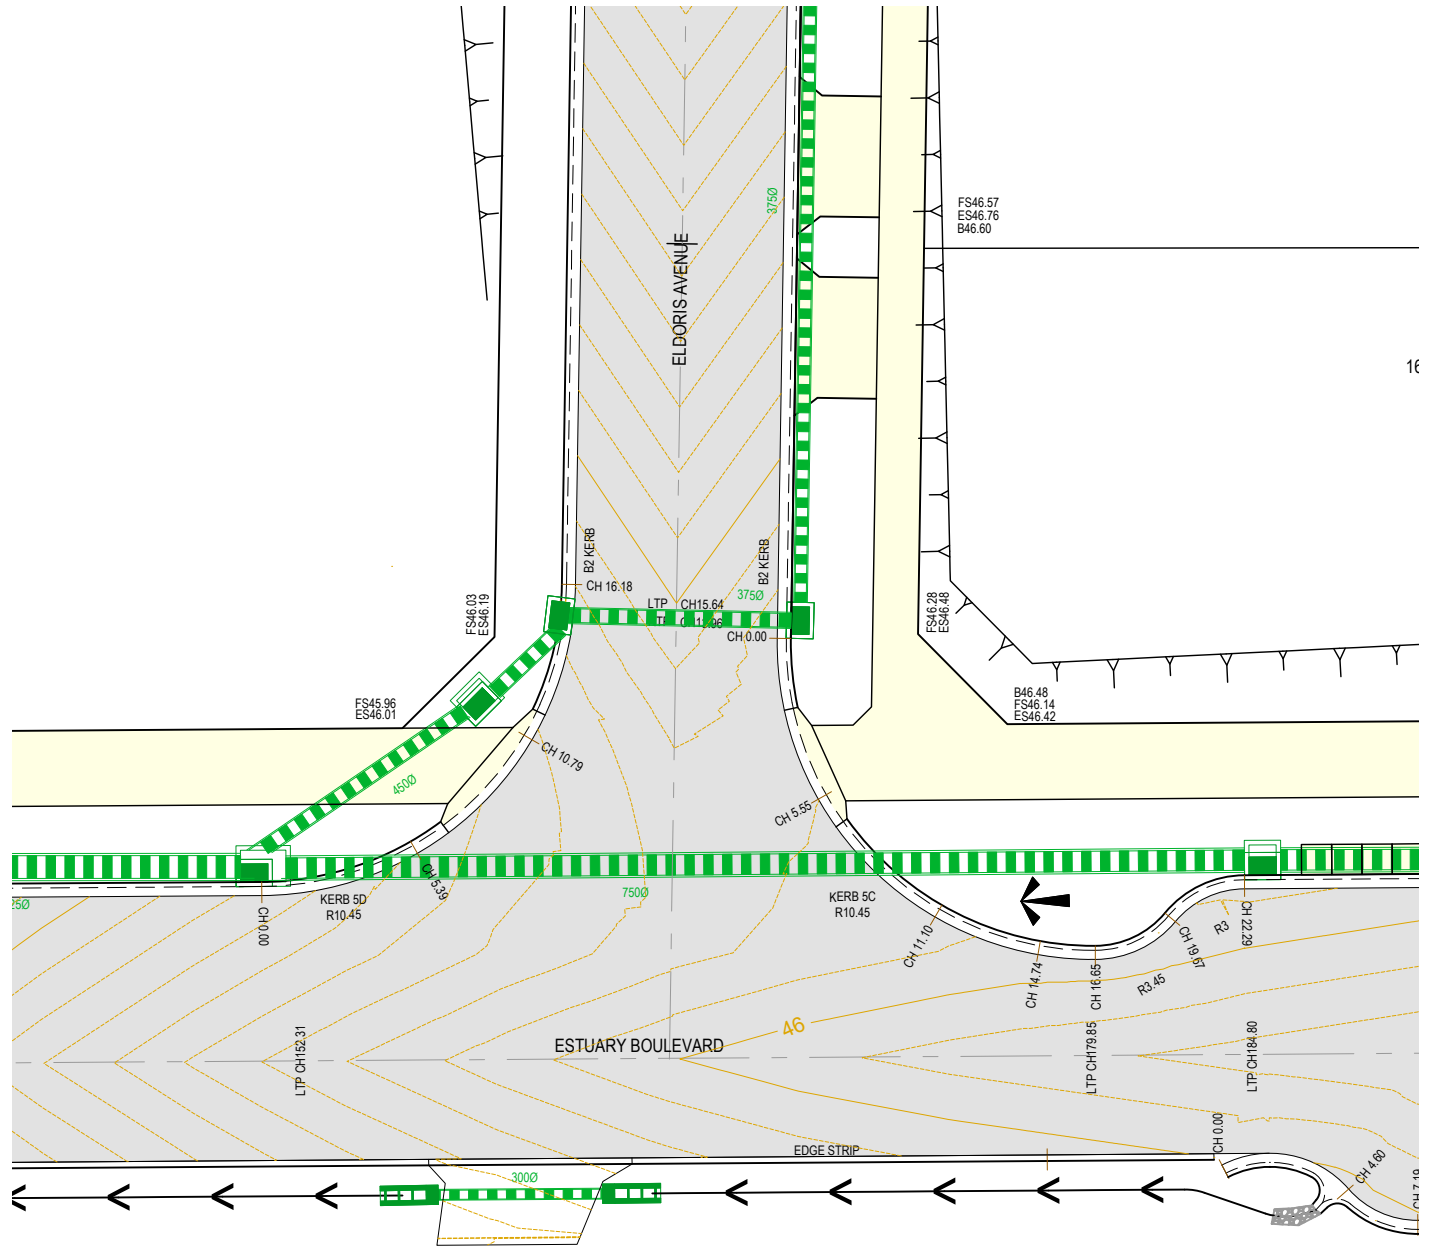 375Ø
FS46.57
ES46.76
B46.60
ELDORIS AVENUE
16
B2 KERB
B2 KERB
CH 16.18
375Ø
LTP CH15.64
CH 0.00
FS46.03
ES46.19
FS46.28
ES46.48
FS45.96
ES46.01
B46.48
FS46.14
ES46.42
CH 10.79
450Ø
CH 5.55
CH 5.39
25Ø
CH 0.00
KERB 5D
R10.45
750Ø
KERB 5C
R10.45
CH 11.10
CH 14.74
CH 16.65
R3.45
CH 19.67
R3
CH 22.29
46
ESTUARY BOULEVARD
LTP CH152.31
LTP CH179.85
LTP CH184.80
EDGE STRIP
CH 0.00
CH 4.60
CH 7.19
300Ø